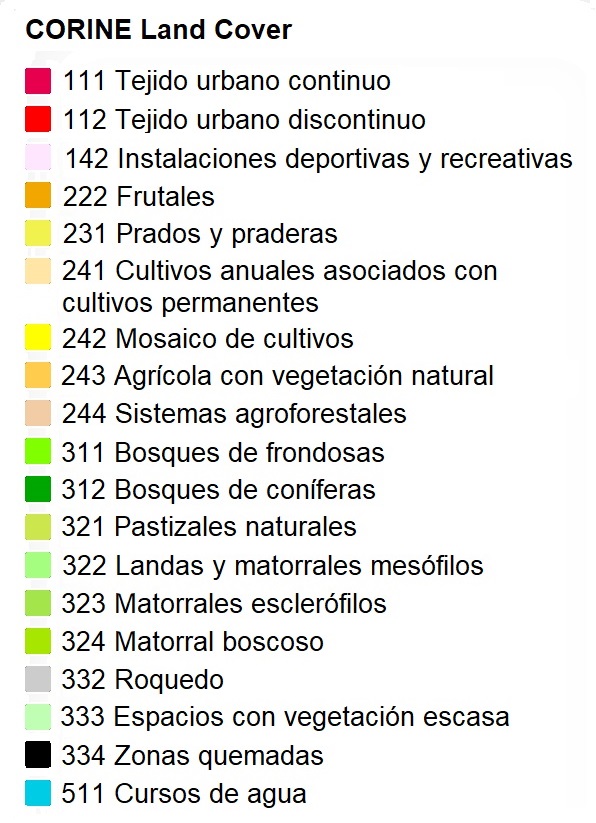 CORINE Land Cover
111 Tejido urbano continuo
112 Tejido urbano discontinuo
142 Instalaciones deportivas y recreativas
222 Frutales
231 Prados y praderas
241 Cultivos anuales asociados con
cultivos permanentes
242 Mosaico de cultivos
243 Agrícola con vegetación natural
244 Sistemas agroforestales
311 Bosques de frondosas
312 Bosques de coníferas
321 Pastizales naturales
322 Landas y matorrales mesófilos
323 Matorrales esclerófilos
324 Matorral boscoso
332 Roquedo
333 Espacios con vegetación escasa
334 Zonas quemadas
511 Cursos de agua